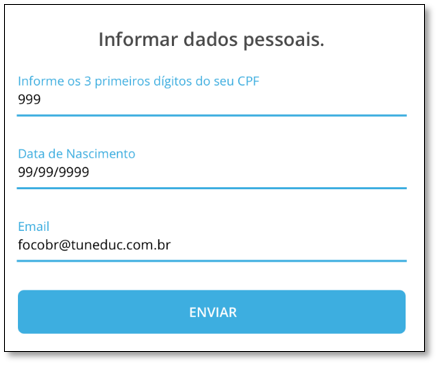 Informar dados pessoais.
Informe os 3 primeiros dígitos do seu CPF
999
Data de Nascimento
99/99/9999
Email
focobr@tuneduc.com.br
ENVIAR